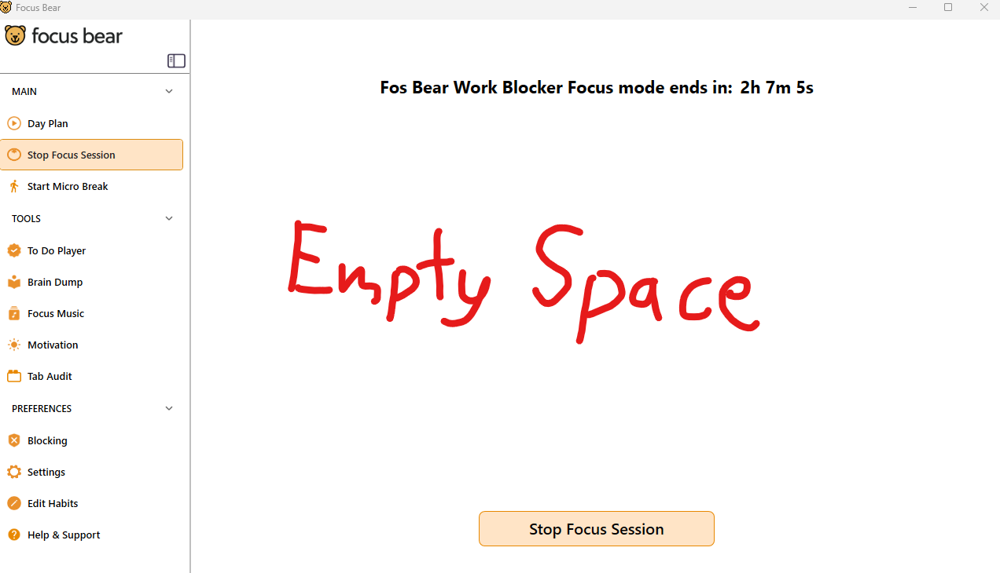 Focus Bear
focus bear
MAIN
Day Plan
Stop Focus Session
Start Micro Break
TOOLS
To Do Player
Brain Dump
Focus Music
Motivation
Tab Audit
PREFERENCES
Blocking
Settings
Edit Habits
Help & Support
Fos Bear Work Blocker Focus mode ends in: 2h 7m 5s
Empty Space
Stop Focus Session